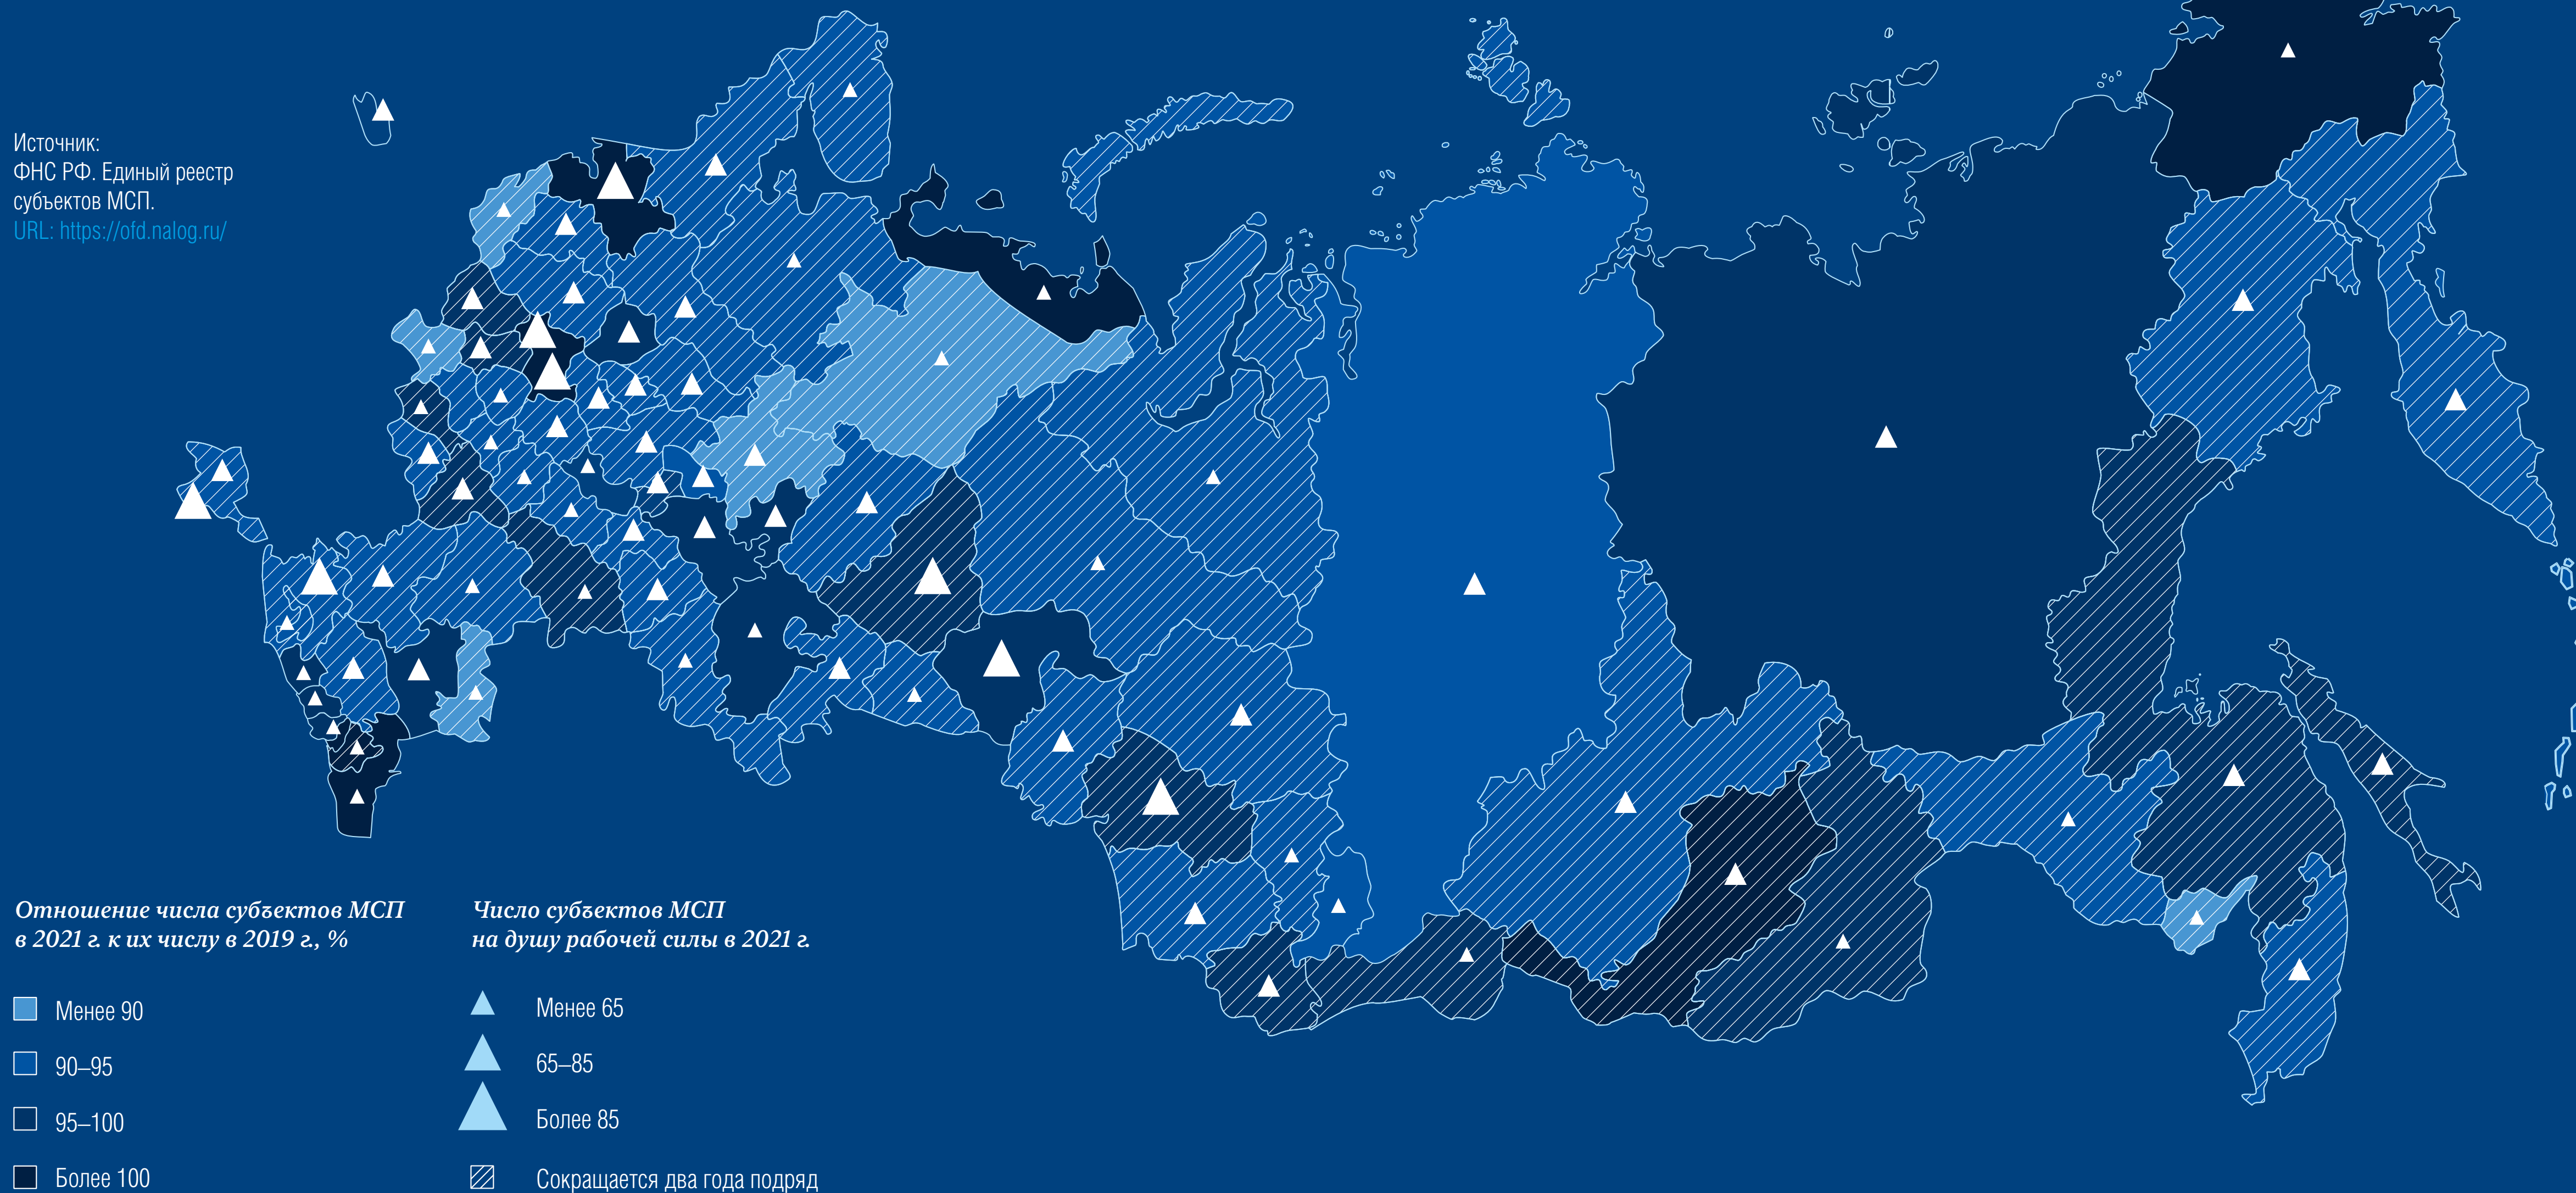 Источник:
ФНС РФ. Единый реестр
субъектов МСП.
URL: https://ofd.nalog.ru/
Отношение числа субъектов МСП
в 2021 г. к их числу в 2019 г., %
Менее 90
90–95
95–100
Более 100
Число субъектов МСП
на душу рабочей силы в 2021 г.
Менее 65
65–85
Более 85
Сокращается два года подряд